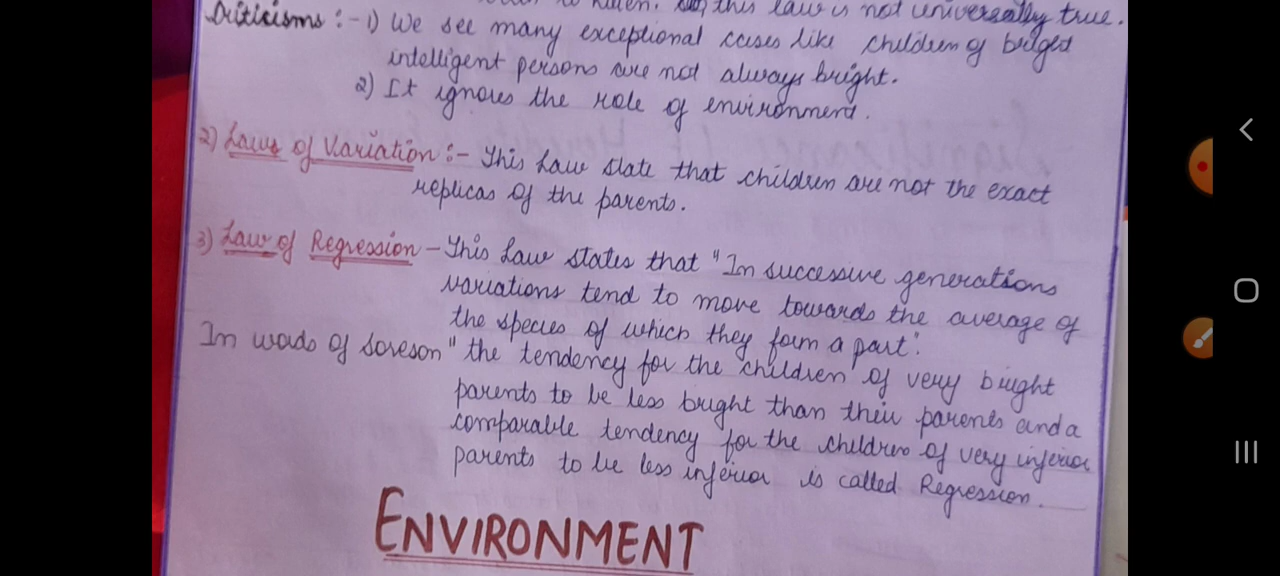 this law is not universally true.
Criticisms :- 1) We see many exceptional cases like children of bright
intelligent persons are not always bright.
2) It ignores the role of environment.
2) Laws of Variation :- This Law state that children are not the exact
replicas of the parents.
3) Law of Regression - This Law states that "In successive generations
variations tend to move towards the average of
the species of which they form a part".
In words of Soreson " the tendency for the children of very bright
parents to be less bright than their parents and a
comparable tendency for the children of very inferior
parents to be less inferior is called Regression.
ENVIRONMENT